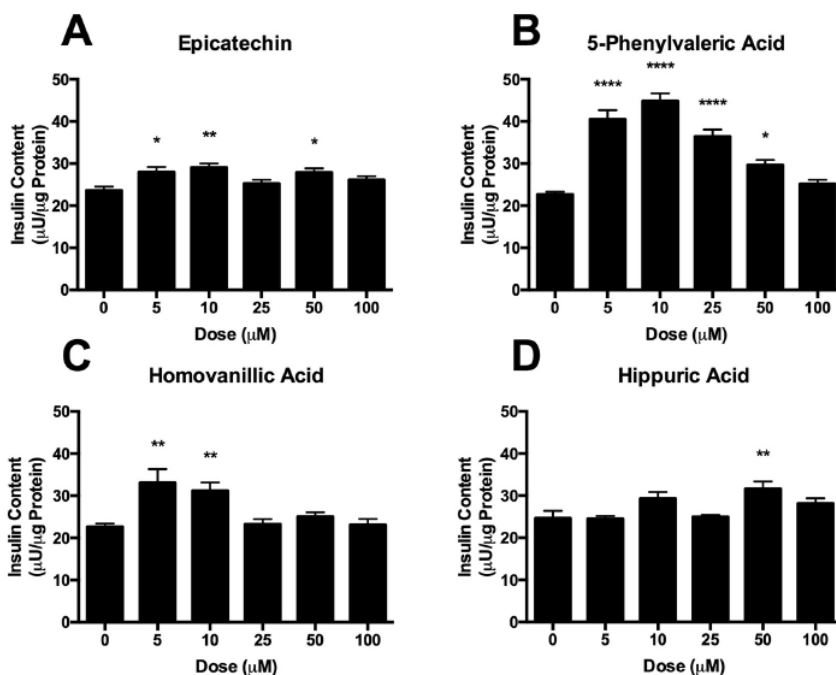 A
Epicatechin
Insulin Content
(µU/µg Protein)
50
40
30
20
10
0
* ** *
0 5 10 25 50 100
Dose (µM)
B
5-Phenylvaleric Acid
Insulin Content
(µU/µg Protein)
50
40
30
20
10
0
**** **** **** *
0 5 10 25 50 100
Dose (µM)
C
Homovanillic Acid
Insulin Content
(µU/µg Protein)
50
40
30
20
10
0
** **
0 5 10 25 50 100
Dose (µM)
D
Hippuric Acid
Insulin Content
(µU/µg Protein)
50
40
30
20
10
0
**
0 5 10 25 50 100
Dose (µM)